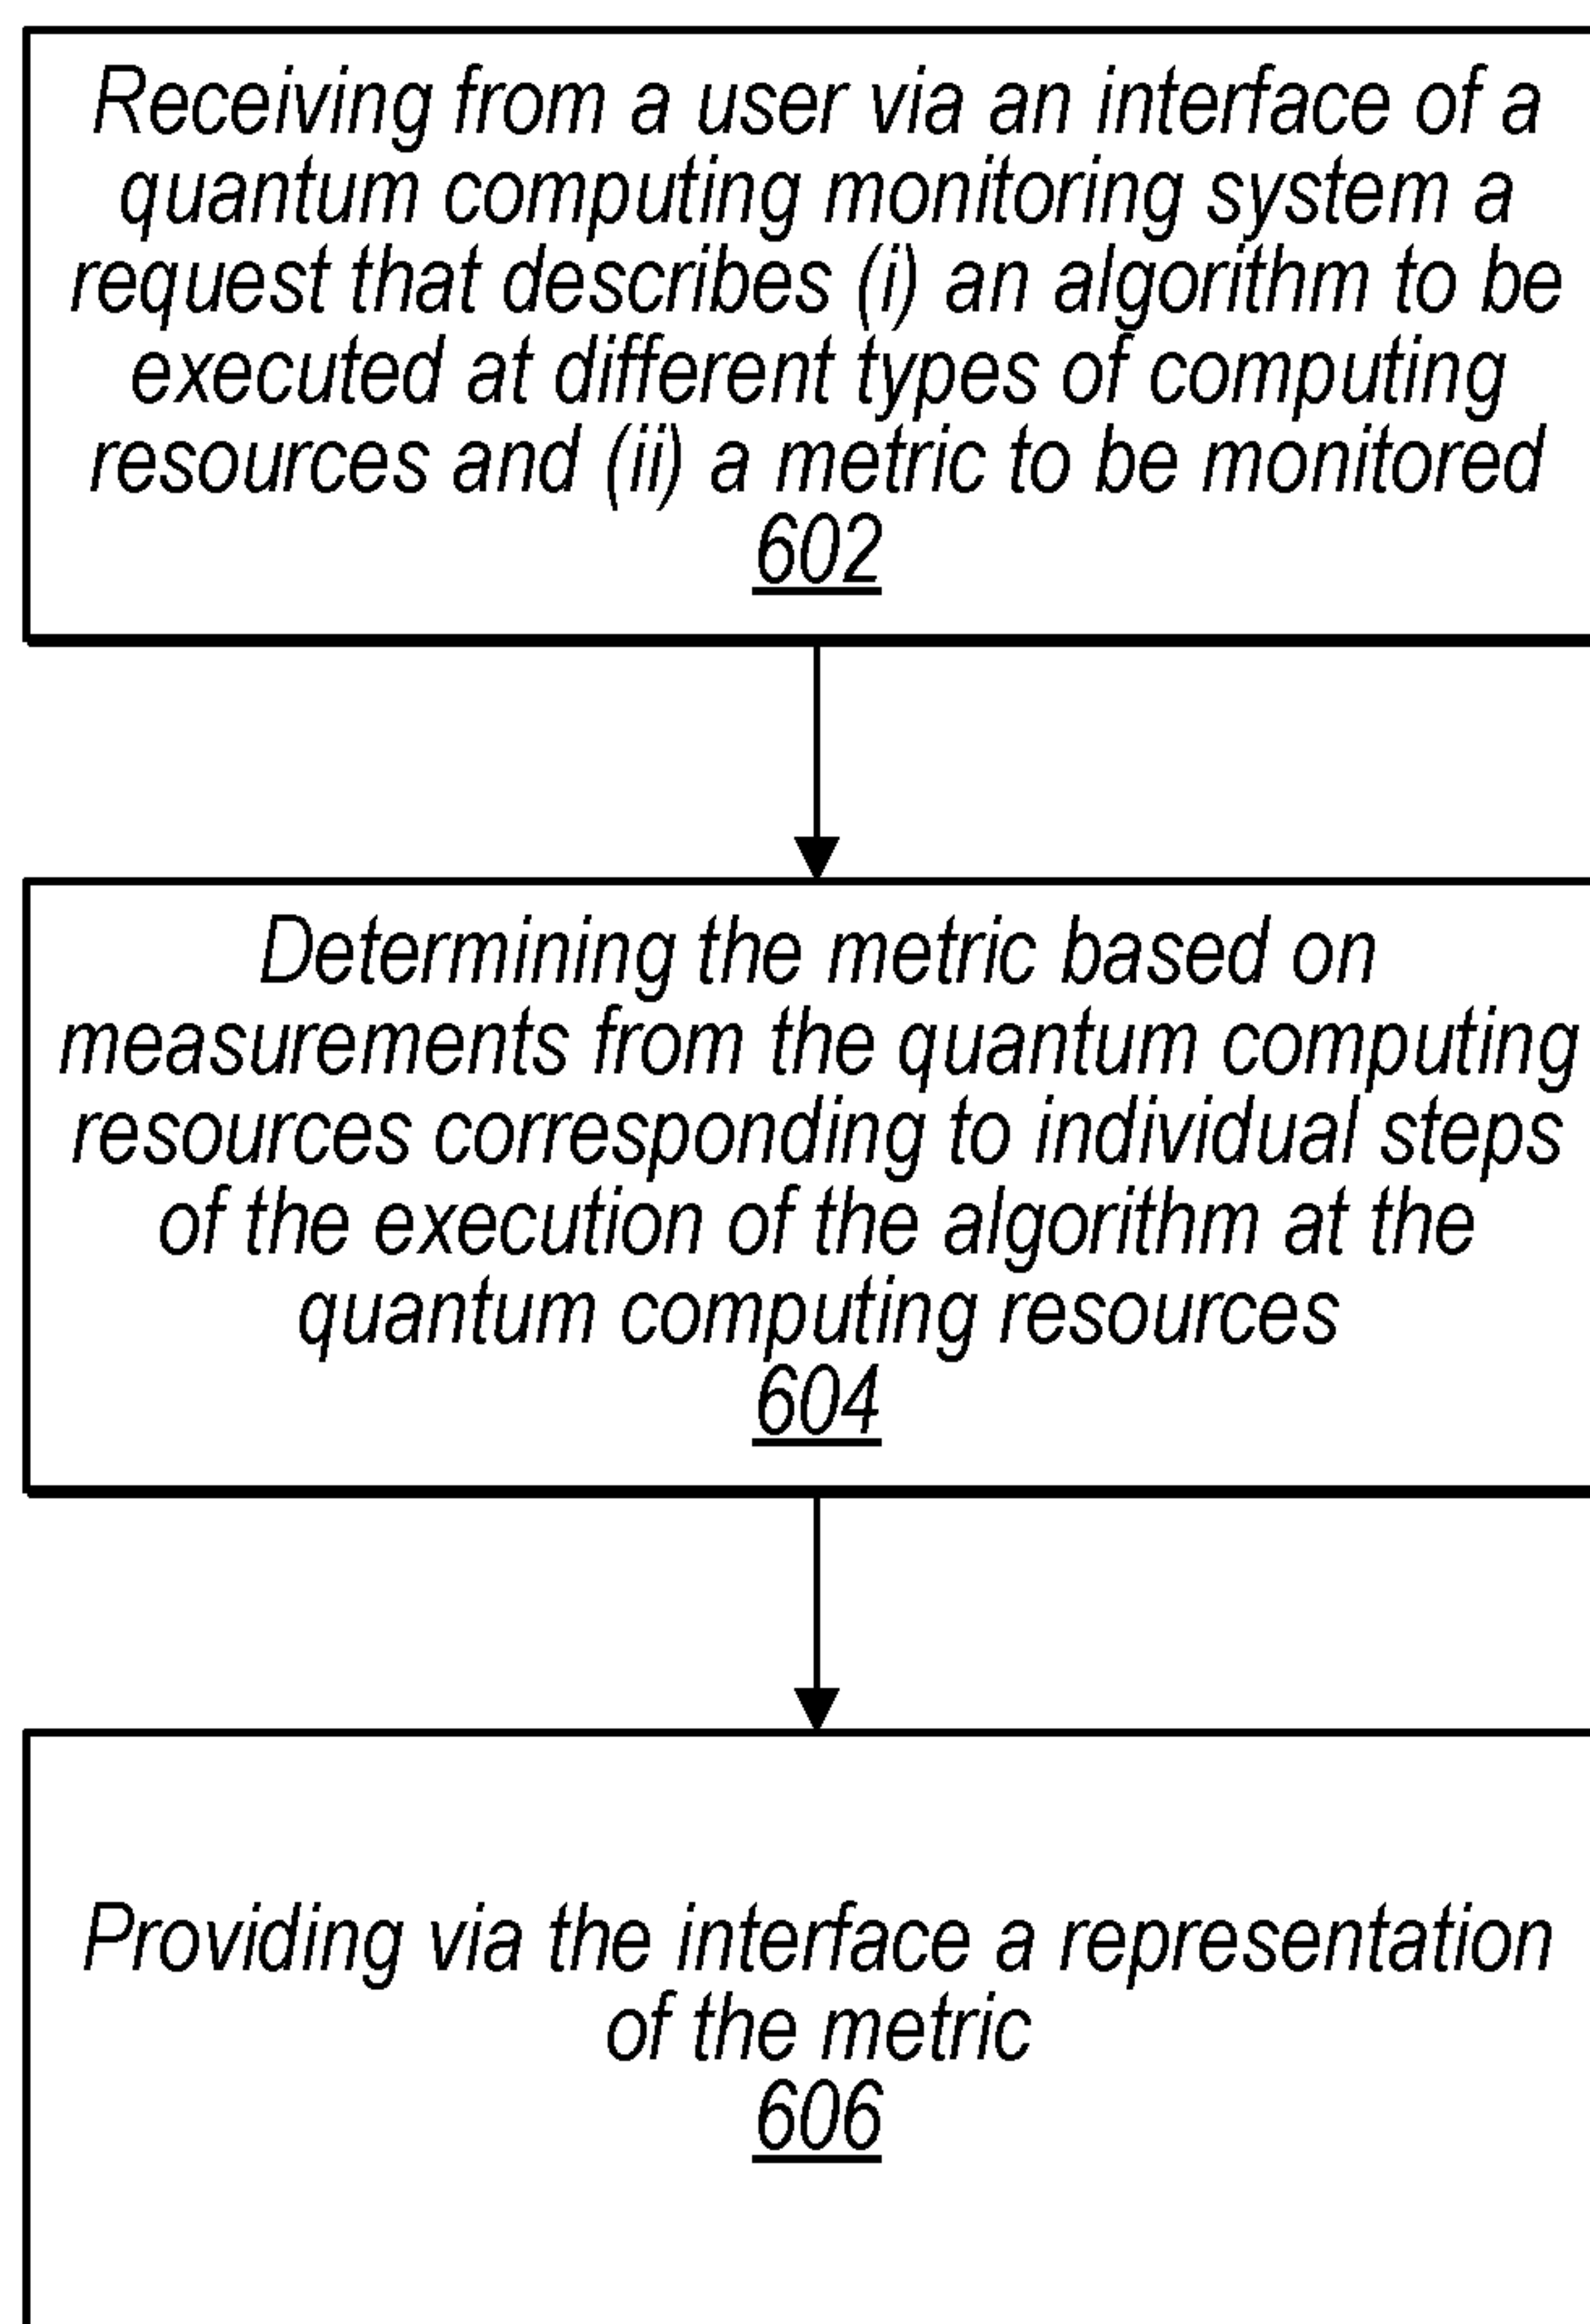 Receiving from a user via an interface of a
quantum computing monitoring system a
request that describes (i) an algorithm to be
executed at different types of computing
resources and (ii) a metric to be monitored
602
Determining the metric based on
measurements from the quantum computing
resources corresponding to individual steps
of the execution of the algorithm at the
quantum computing resources
604
Providing via the interface a representation
of the metric
606